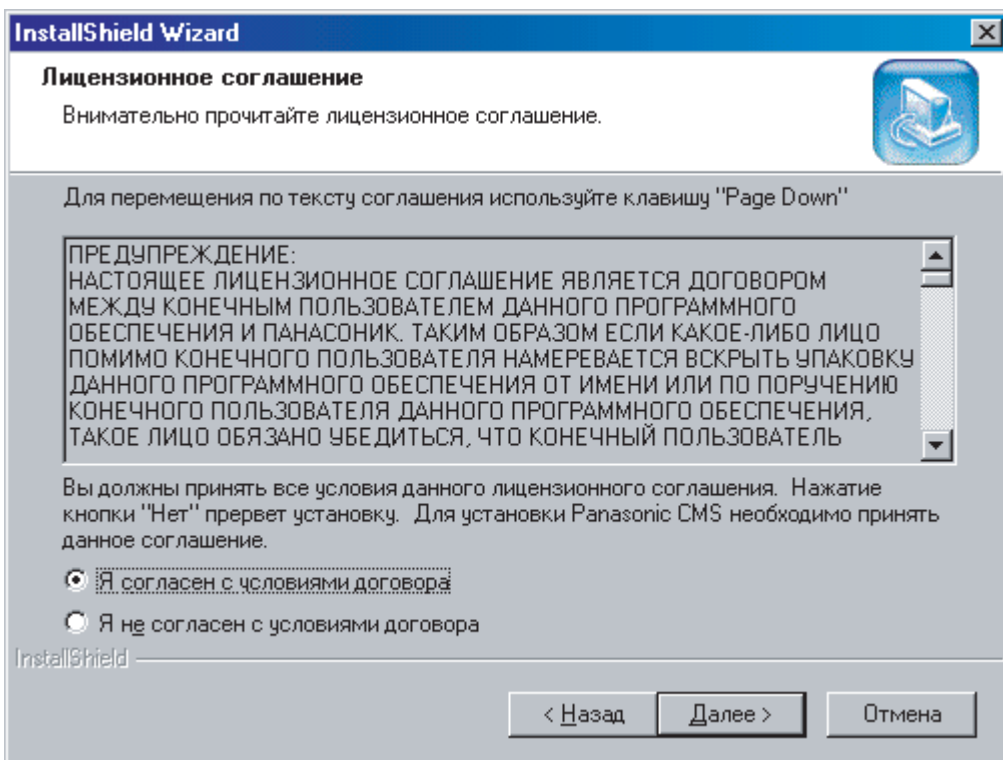 InstallShield Wizard
Лицензионное соглашение
Внимательно прочитайте лицензионное соглашение.
Для перемещения по тексту соглашения используйте клавишу "Page Down"
ПРЕДУПРЕЖДЕНИЕ:
НАСТОЯЩЕЕ ЛИЦЕНЗИОННОЕ СОГЛАШЕНИЕ ЯВЛЯЕТСЯ ДОГОВОРОМ
МЕЖДУ КОНЕЧНЫМ ПОЛЬЗОВАТЕЛЕМ ДАННОГО ПРОГРАММНОГО
ОБЕСПЕЧЕНИЯ И ПАНАСОНИК. ТАКИМ ОБРАЗОМ ЕСЛИ КАКОЕ-ЛИБО ЛИЦО
ПОМИМО КОНЕЧНОГО ПОЛЬЗОВАТЕЛЯ НАМЕРЕВАЕТСЯ ВСКРЫТЬ УПАКОВКУ
ДАННОГО ПРОГРАММНОГО ОБЕСПЕЧЕНИЯ ОТ ИМЕНИ ИЛИ ПО ПОРУЧЕНИЮ
КОНЕЧНОГО ПОЛЬЗОВАТЕЛЯ ДАННОГО ПРОГРАММНОГО ОБЕСПЕЧЕНИЯ,
ТАКОЕ ЛИЦО ОБЯЗАНО УБЕДИТЬСЯ, ЧТО КОНЕЧНЫЙ ПОЛЬЗОВАТЕЛЬ
Вы должны принять все условия данного лицензионного соглашения. Нажатие
кнопки "Нет" прервет установку. Для установки Panasonic CMS необходимо принять
данное соглашение.
Я согласен с условиями договора
Я не согласен с условиями договора
InstallShield
< Назад
Далее >
Отмена